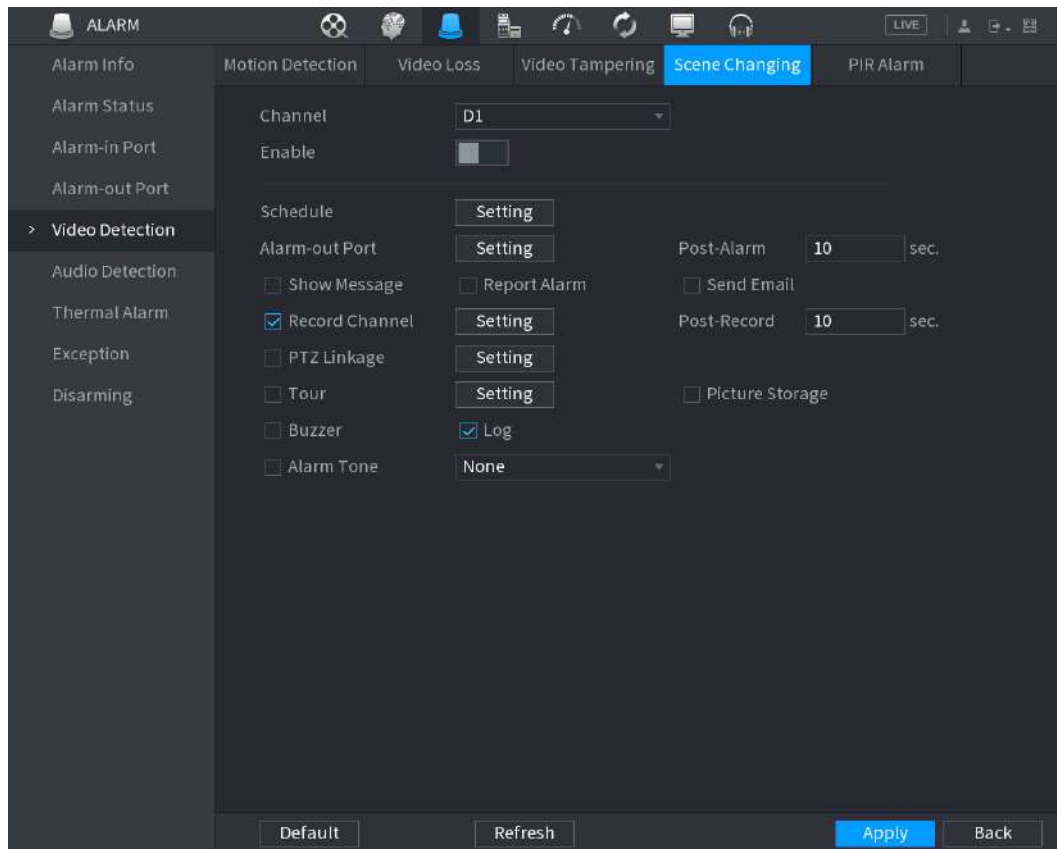 ALARM LIVE
Alarm Info Motion Detection Video Loss Video Tampering Scene Changing PIR Alarm
Alarm Status
Alarm-in Port
Alarm-out Port
> Video Detection
Audio Detection
Thermal Alarm
Exception
Disarming
Channel D1
Enable
Schedule Setting
Alarm-out Port Setting Post-Alarm 10 sec.
Show Message Report Alarm Send Email
Record Channel Setting Post-Record 10 sec.
PTZ Linkage Setting
Tour Setting Picture Storage
Buzzer Log
Alarm Tone None
Default Refresh Apply Back